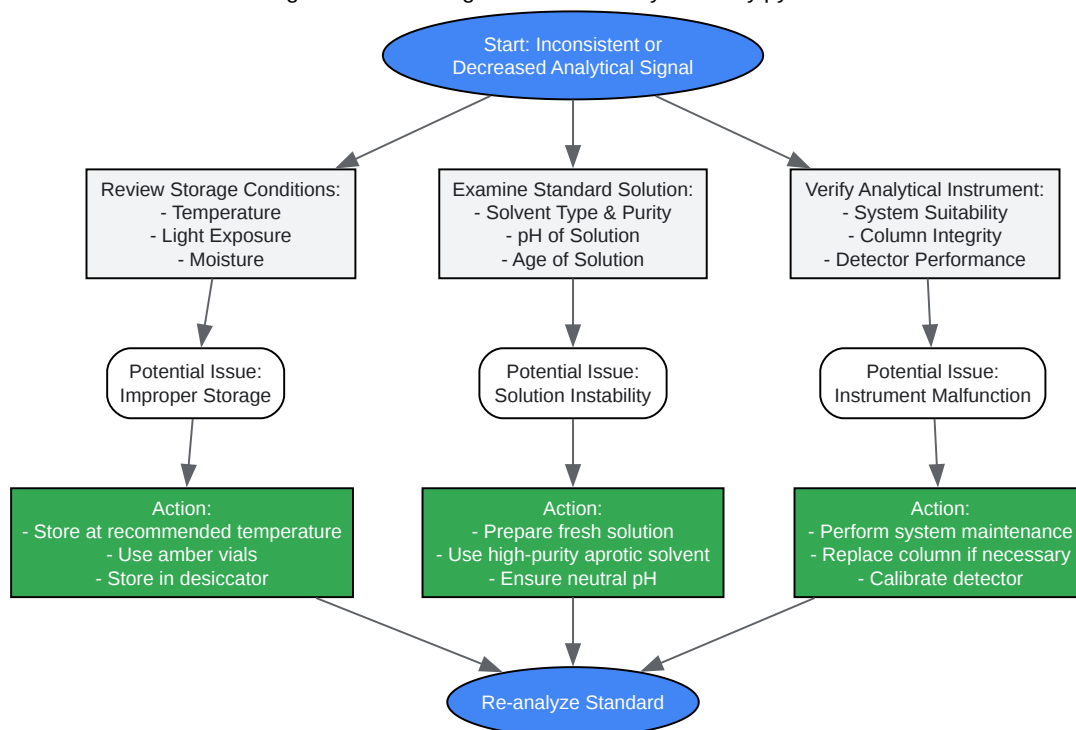 Start: Inconsistent or
Decreased Analytical Signal
Review Storage Conditions:
- Temperature
- Light Exposure
- Moisture
Examine Standard Solution:
- Solvent Type & Purity
- pH of Solution
- Age of Solution
Verify Analytical Instrument:
- System Suitability
- Column Integrity
- Detector Performance
Potential Issue:
Improper Storage
Potential Issue:
Solution Instability
Potential Issue:
Instrument Malfunction
Action:
- Store at recommended temperature
- Use amber vials
- Store in desiccator
Action:
- Prepare fresh solution
- Use high-purity aprotic solvent
- Ensure neutral pH
Action:
- Perform system maintenance
- Replace column if necessary
- Calibrate detector
Re-analyze Standard